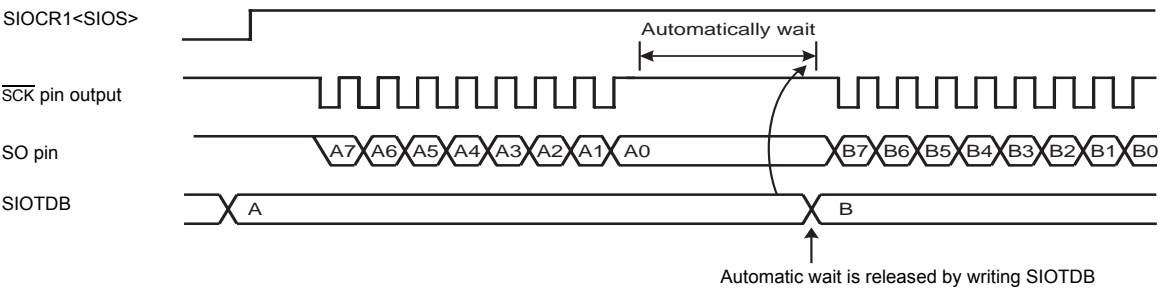 SIOCR1<SIOS>
Automatically wait
SCK pin output
SO pin
A7 A6 A5 A4 A3 A2 A1 A0 B7 B6 B5 B4 B3 B2 B1 B0
SIOTDB
A B
Automatic wait is released by writing SIOTDB